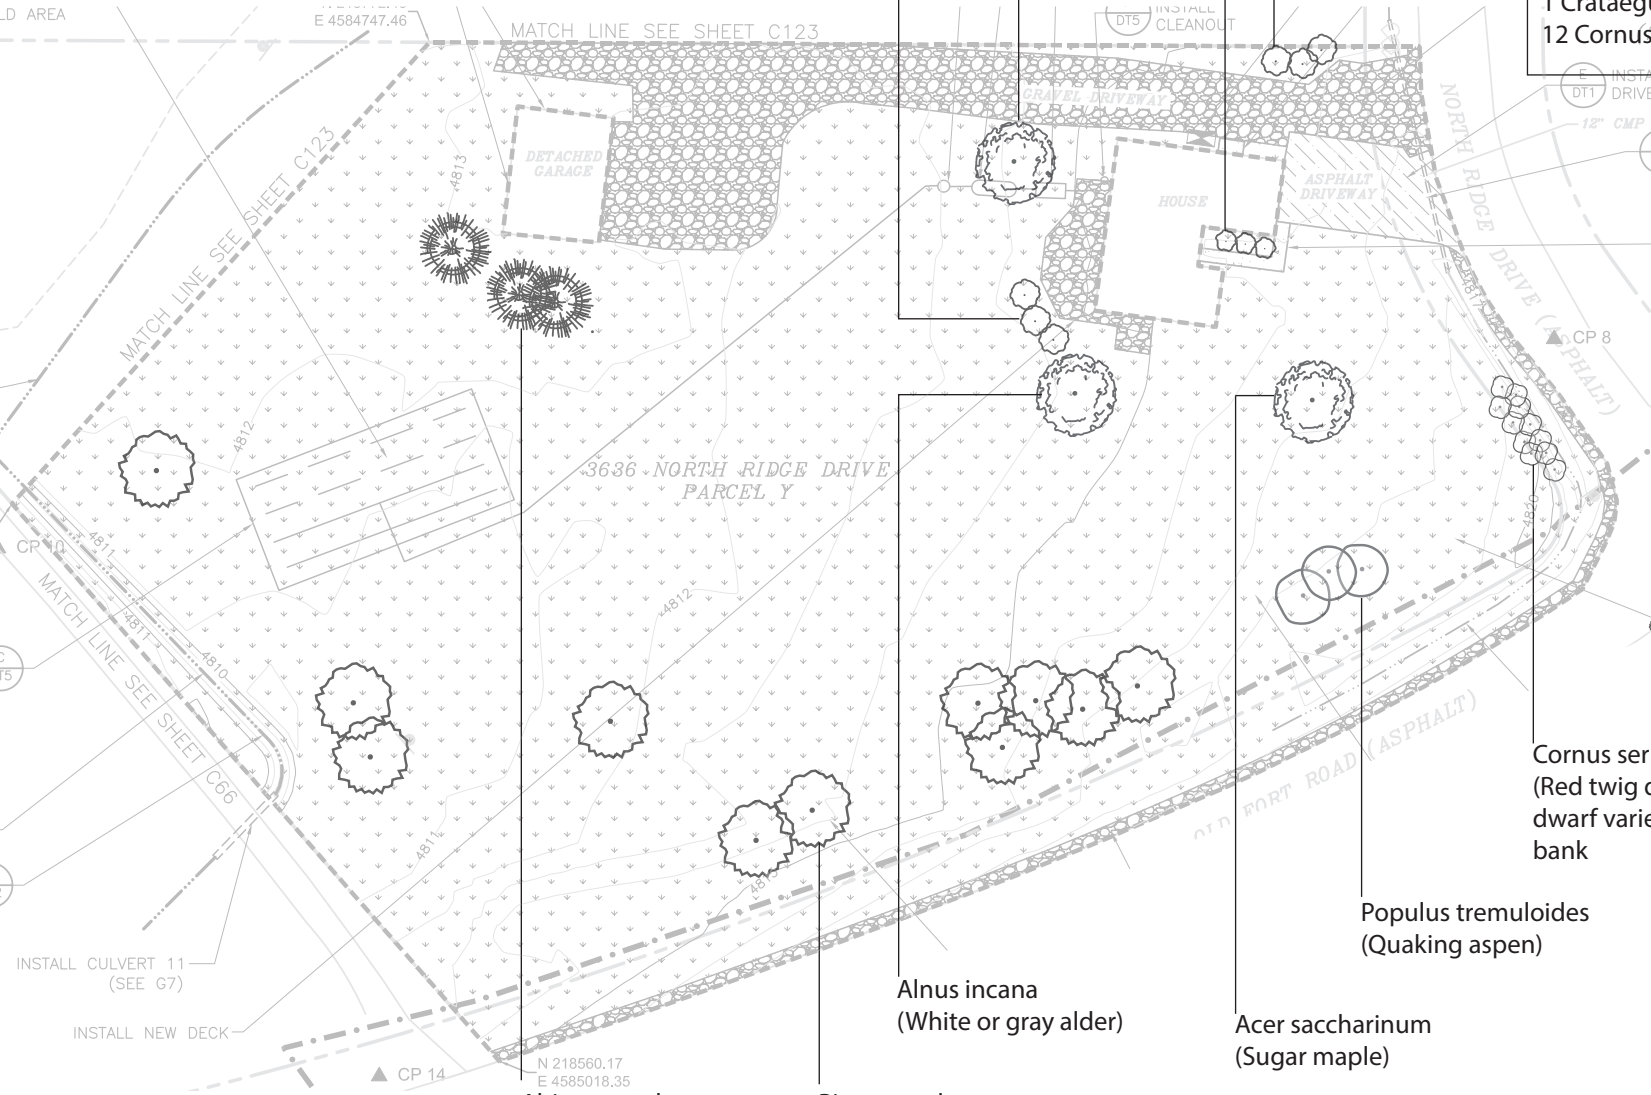 LD AREA
E 4584747.46
MATCH LINE SEE SHEET C123
DT5
INSTALL
CLEANOUT
12 Cornus
E
DT1
INSTA
DRIVE
12" CMP
GRAVEL DRIVEWAY
NORTH RIDGE DRIVE (ASPHALT)
MATCH LINE SEE SHEET C123
4813
DETACHED
GARAGE
HOUSE
ASPHALT
DRIVEWAY
4817
CP 8
4812
3636 NORTH RIDGE DRIVE
PARCEL Y
4820
CP 10
4811
MATCH LINE SEE SHEET C66
4811
4812
4810
C
T5
OLD FORT ROAD (ASPHALT)
Cornus ser
(Red twig
dwarf varie
bank
4811
Populus tremuloides
(Quaking aspen)
INSTALL CULVERT 11
(SEE G7)
Alnus incana
(White or gray alder)
Acer saccharinum
(Sugar maple)
INSTALL NEW DECK
CP 14
N 218560.17
E 4585018.35